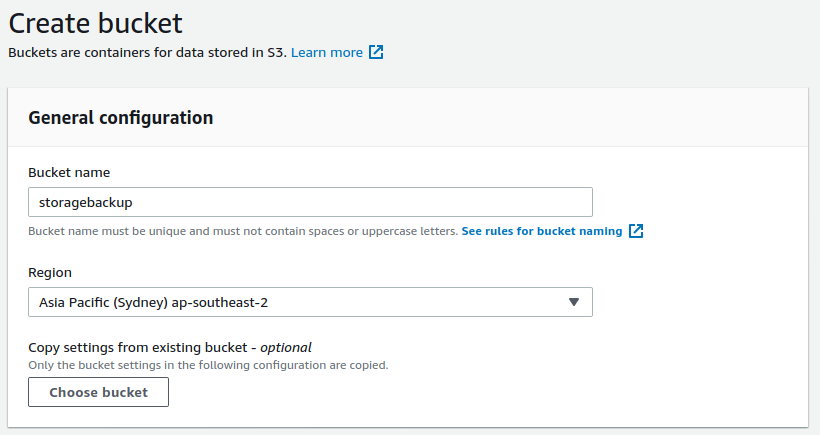 Create bucket
Buckets are containers for data stored in S3. Learn more
General configuration
Bucket name
storagebackup
Bucket name must be unique and must not contain spaces or uppercase letters. See rules for bucket naming
Region
Asia Pacific (Sydney) ap-southeast-2
Copy settings from existing bucket - optional
Only the bucket settings in the following configuration are copied.
Choose bucket